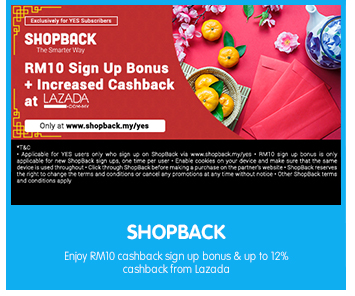 Exclusively for YES Subscribers
SHOPBACK
The Smarter Way
RM10 Sign Up Bonus
+ Increased Cashback
at LAZADA
.COM.MY
Only at www.shopback.my/yes
*T&C
• Applicable for YES users only who sign up on ShopBack via www.shopback.my/yes • RM10 sign up bonus is only
applicable for new ShopBack sign ups, one time per user • Enable cookies on your device and make sure that the same
device is used throughout • Click through ShopBack before making a purchase on the partner's website • ShopBack reserves
the right to change the terms and conditions or cancel any promotions at any time without notice • Other ShopBack terms
and conditions apply
SHOPBACK
Enjoy RM10 cashback sign up bonus & up to 12%
cashback from Lazada